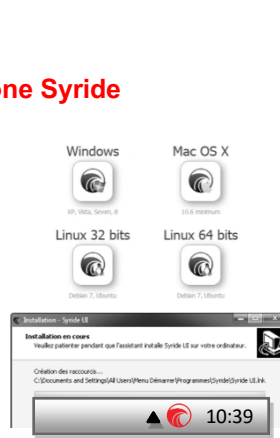 ne Syride
Windows
Mac OS X
XP, Vista, Seven, 8
10.6 minimum
Linux 32 bits
Linux 64 bits
Debian 7, Ubuntu
Debian 7, Ubuntu
Installation - Syride UI
Installation en cours
Veuillez patienter pendant que l'assistant installe Syride UI sur votre ordinateur.
Création des raccourcis...
C:\Documents and Settings\All Users\Menu Démarrer\Programmes\Syride\Syride UI.lnk
10:39